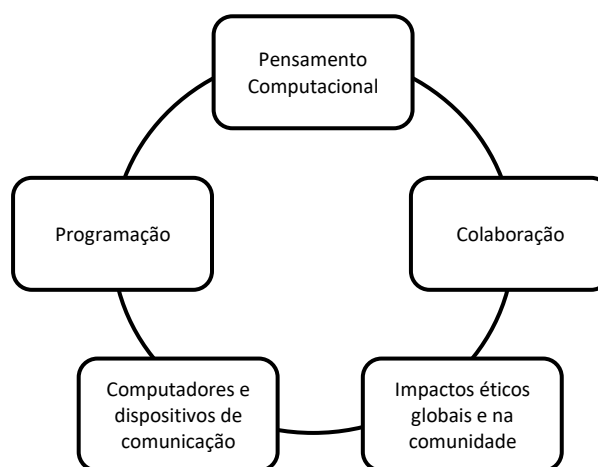 Pensamento
Computacional
Programação
Colaboração
Computadores e
dispositivos de
comunicação
Impactos éticos
globais e na
comunidade